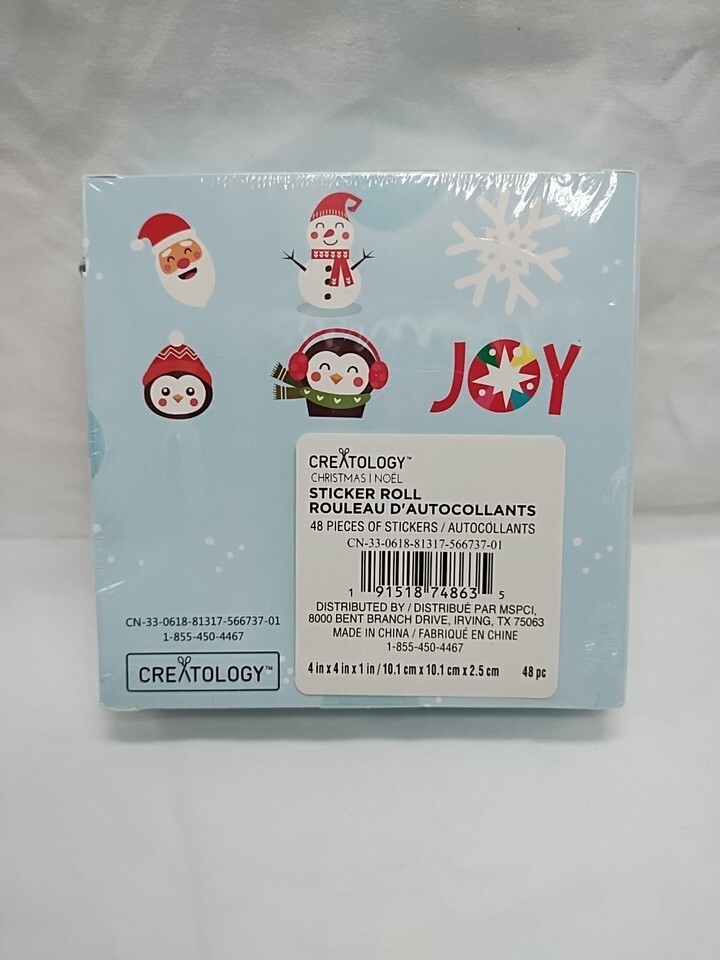 JOY
CREATOLOGY™
CHRISTMAS | NOËL
STICKER ROLL
ROULEAU D'AUTOCOLLANTS
48 PIECES OF STICKERS / AUTOCOLLANTS
CN-33-0618-81317-566737-01
1 91518 74863 5
DISTRIBUTED BY / DISTRIBUÉ PAR MSPCI,
8000 BENT BRANCH DRIVE, IRVING, TX 75063
MADE IN CHINA / FABRIQUÉ EN CHINE
1-855-450-4467
4 in x 4 in x 1 in / 10.1 cm x 10.1 cm x 2.5 cm 48 pc
CN-33-0618-81317-566737-01
1-855-450-4467
CREATOLOGY™